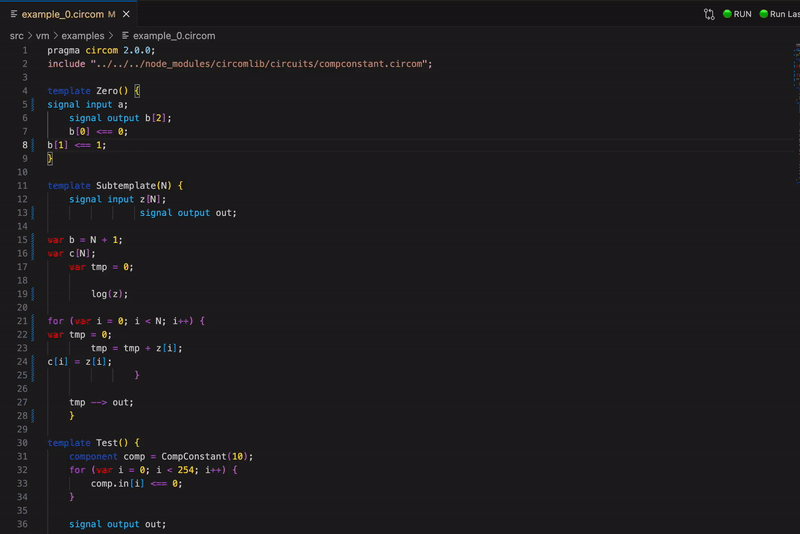 example_0.circom M
RUN
Run Las
src > vm > examples > example_0.circom
1 pragma circom 2.0.0;
2 include "../../../node_modules/circomlib/circuits/compconstant.circom";
3
4 template Zero() {
5 signal input a;
6 signal output b[2];
7 b[0] <== 0;
8 b[1] <== 1;
9 }
10
11 template Subtemplate(N) {
12 signal input z[N];
13 signal output out;
14
15 var b = N + 1;
16 var c[N];
17 var tmp = 0;
18
19 log(z);
20
21 for (var i = 0; i < N; i++) {
22 var tmp = 0;
23 tmp = tmp + z[i];
24 c[i] = z[i];
25 }
26
27 tmp --> out;
28 }
29
30 template Test() {
31 component comp = CompConstant(10);
32 for (var i = 0; i < 254; i++) {
33 comp.in[i] <== 0;
34 }
35
36 signal output out;